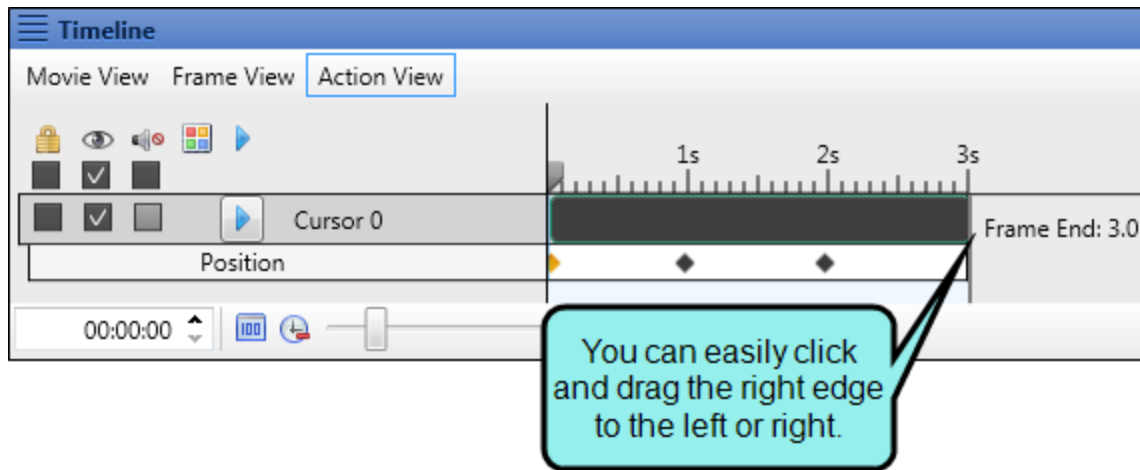 Timeline
Movie View Frame View Action View
1s 2s 3s
Cursor 0
Frame End: 3.0
Position
00:00:00
You can easily click
and drag the right edge
to the left or right.